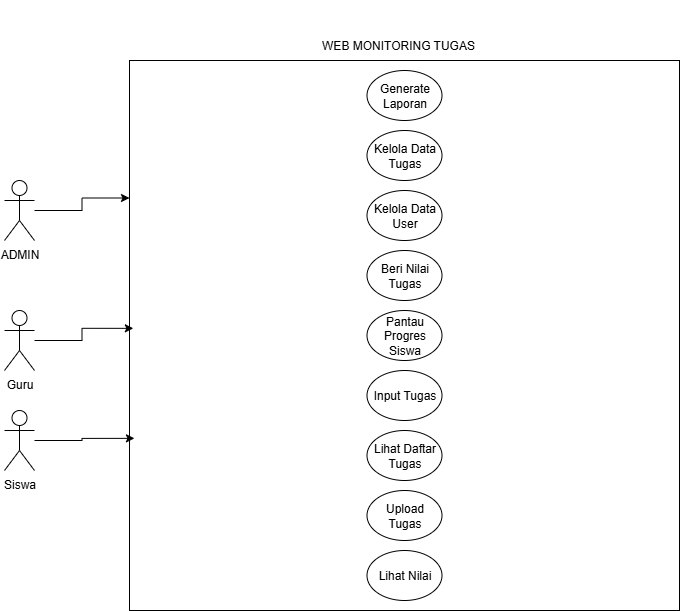 WEB MONITORING TUGAS
Generate
Laporan
Kelola Data
Tugas
Kelola Data
User
ADMIN
Beri Nilai
Tugas
Pantau
Progres
Siswa
Guru
Input Tugas
Lihat Daftar
Tugas
Siswa
Upload
Tugas
Lihat Nilai